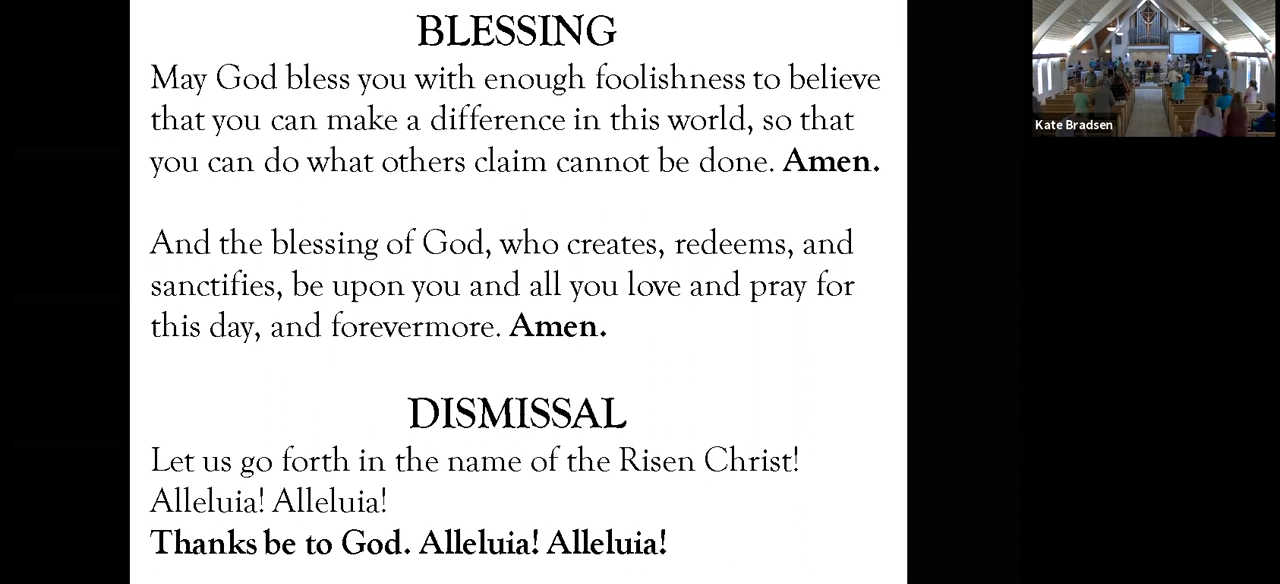 BLESSING
May God bless you with enough foolishness to believe
that you can make a difference in this world, so that
you can do what others claim cannot be done. Amen.
And the blessing of God, who creates, redeems, and
sanctifies, be upon you and all you love and pray for
this day, and forevermore. Amen.
DISMISSAL
Let us go forth in the name of the Risen Christ!
Alleluia! Alleluia!
Thanks be to God. Alleluia! Alleluia!
Kate Bradsen